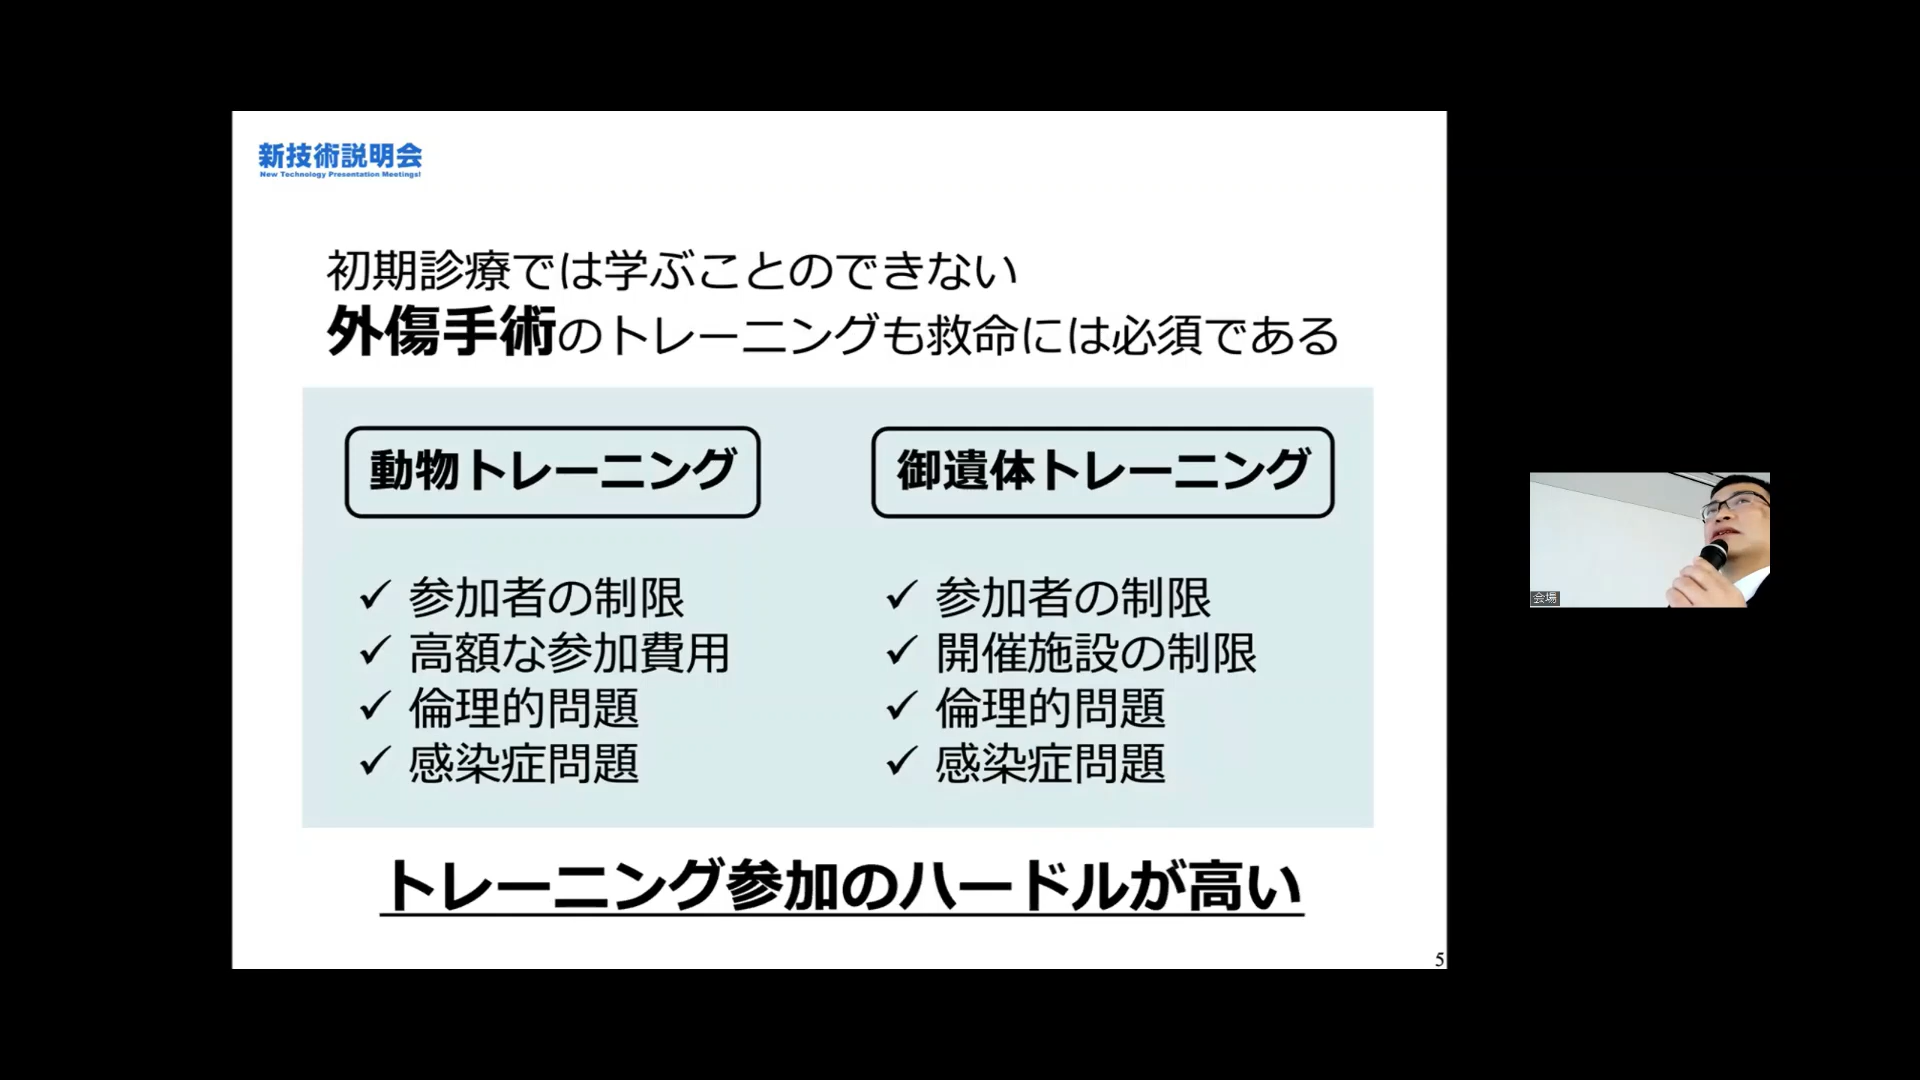 新技術説明会
New Technology Presentation Meetings!
初期診療では学ぶことのできない
外傷手術のトレーニングも救命には必須である
動物トレーニング
✓ 参加者の制限
✓ 高額な参加費用
✓ 倫理的問題
✓ 感染症問題
御遺体トレーニング
✓ 参加者の制限
✓ 開催施設の制限
✓ 倫理的問題
✓ 感染症問題
トレーニング参加のハードルが高い
5
会場